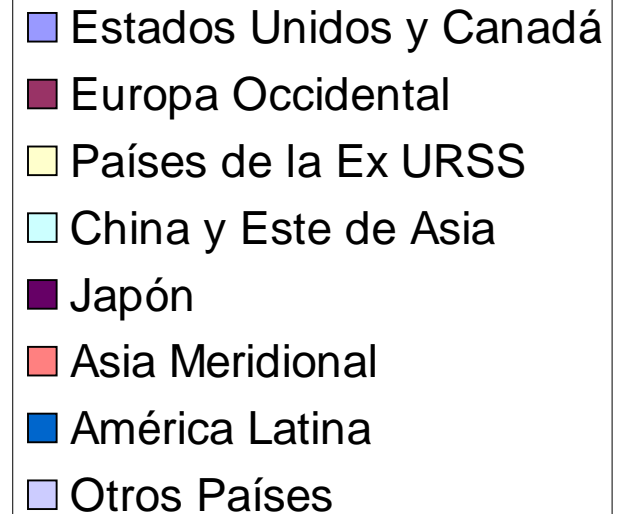 Estados Unidos y Canadá
Europa Occidental
Países de la Ex URSS
China y Este de Asia
Japón
Asia Meridional
América Latina
Otros Países